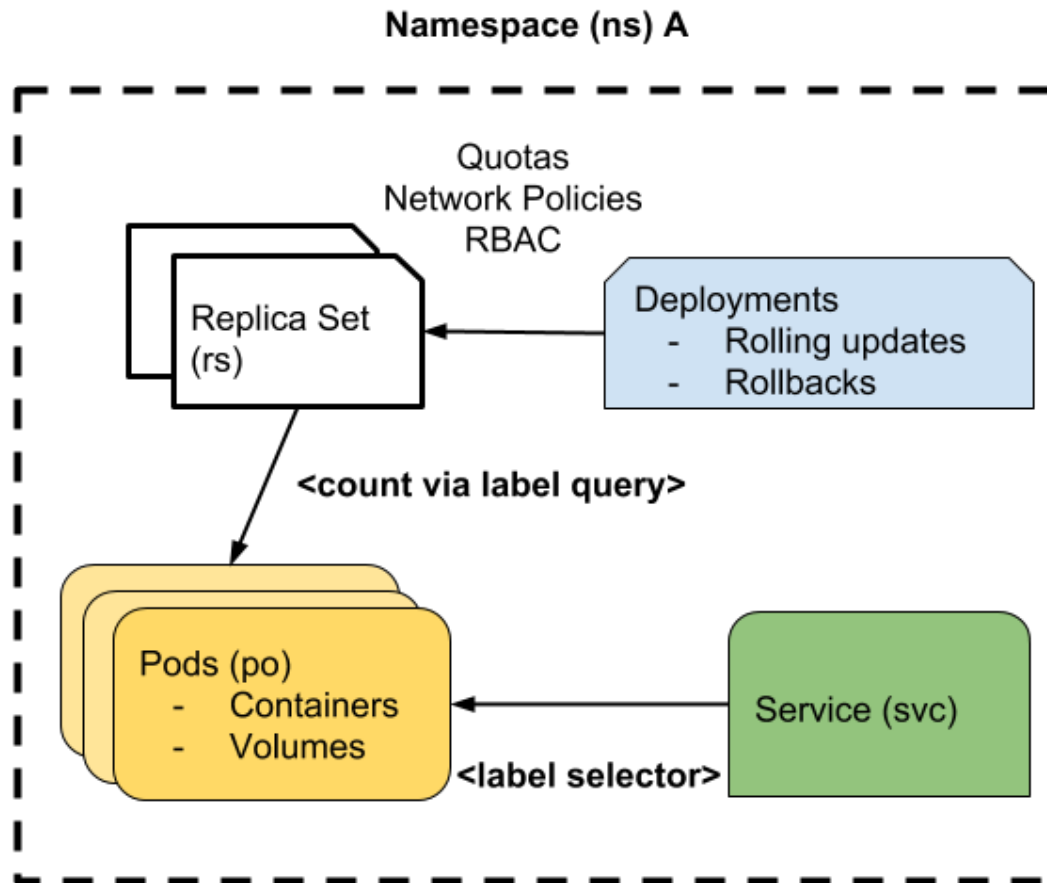 Namespace (ns) A
Quotas
Network Policies
RBAC
Replica Set
(rs)
Deployments
- Rolling updates
- Rollbacks
<count via label query>
Pods (po)
- Containers
- Volumes
Service (svc)
<label selector>